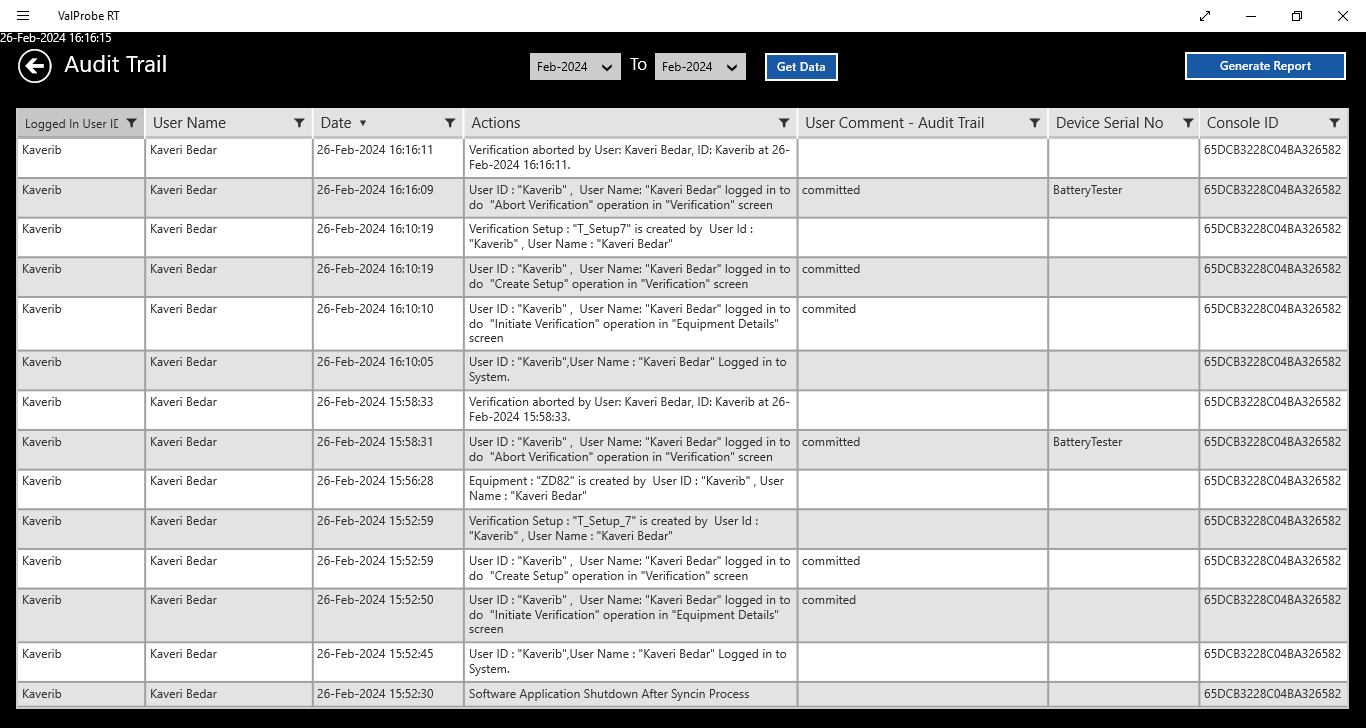 ValProbe RT
26-Feb-2024 16:16:15
Audit Trail
Feb-2024 To Feb-2024 Get Data Generate Report
Logged In User ID User Name Date Actions User Comment - Audit Trail Device Serial No Console ID
Kaverib Kaveri Bedar 26-Feb-2024 16:16:11 Verification aborted by User: Kaveri Bedar, ID: Kaverib at 26- 65DCB3228C04BA326582
Feb-2024 16:16:11.
Kaverib Kaveri Bedar 26-Feb-2024 16:16:09 User ID : "Kaverib" , User Name: "Kaveri Bedar" logged in to committed BatteryTester 65DCB3228C04BA326582
do "Abort Verification" operation in "Verification" screen
Kaverib Kaveri Bedar 26-Feb-2024 16:10:19 Verification Setup : "T_Setup7" is created by User Id : 65DCB3228C04BA326582
"Kaverib" , User Name : "Kaveri Bedar"
Kaverib Kaveri Bedar 26-Feb-2024 16:10:19 User ID : "Kaverib" , User Name: "Kaveri Bedar" logged in to committed 65DCB3228C04BA326582
do "Create Setup" operation in "Verification" screen
Kaverib Kaveri Bedar 26-Feb-2024 16:10:10 User ID : "Kaverib" , User Name: "Kaveri Bedar" logged in to commited 65DCB3228C04BA326582
do "Initiate Verification" operation in "Equipment Details"
screen
Kaverib Kaveri Bedar 26-Feb-2024 16:10:05 User ID : "Kaverib",User Name : "Kaveri Bedar" Logged in to 65DCB3228C04BA326582
System.
Kaverib Kaveri Bedar 26-Feb-2024 15:58:33 Verification aborted by User: Kaveri Bedar, ID: Kaverib at 26- 65DCB3228C04BA326582
Feb-2024 15:58:33.
Kaverib Kaveri Bedar 26-Feb-2024 15:58:31 User ID : "Kaverib" , User Name: "Kaveri Bedar" logged in to committed BatteryTester 65DCB3228C04BA326582
do "Abort Verification" operation in "Verification" screen
Kaverib Kaveri Bedar 26-Feb-2024 15:56:28 Equipment : "ZD82" is created by User ID : "Kaverib" , User 65DCB3228C04BA326582
Name : "Kaveri Bedar"
Kaverib Kaveri Bedar 26-Feb-2024 15:52:59 Verification Setup : "T_Setup_7" is created by User Id : 65DCB3228C04BA326582
"Kaverib" , User Name : "Kaveri Bedar"
Kaverib Kaveri Bedar 26-Feb-2024 15:52:59 User ID : "Kaverib" , User Name: "Kaveri Bedar" logged in to committed 65DCB3228C04BA326582
do "Create Setup" operation in "Verification" screen
Kaverib Kaveri Bedar 26-Feb-2024 15:52:50 User ID : "Kaverib" , User Name: "Kaveri Bedar" logged in to commited 65DCB3228C04BA326582
do "Initiate Verification" operation in "Equipment Details"
screen
Kaverib Kaveri Bedar 26-Feb-2024 15:52:45 User ID : "Kaverib",User Name : "Kaveri Bedar" Logged in to 65DCB3228C04BA326582
System.
Kaverib Kaveri Bedar 26-Feb-2024 15:52:30 Software Application Shutdown After Syncin Process 65DCB3228C04BA326582